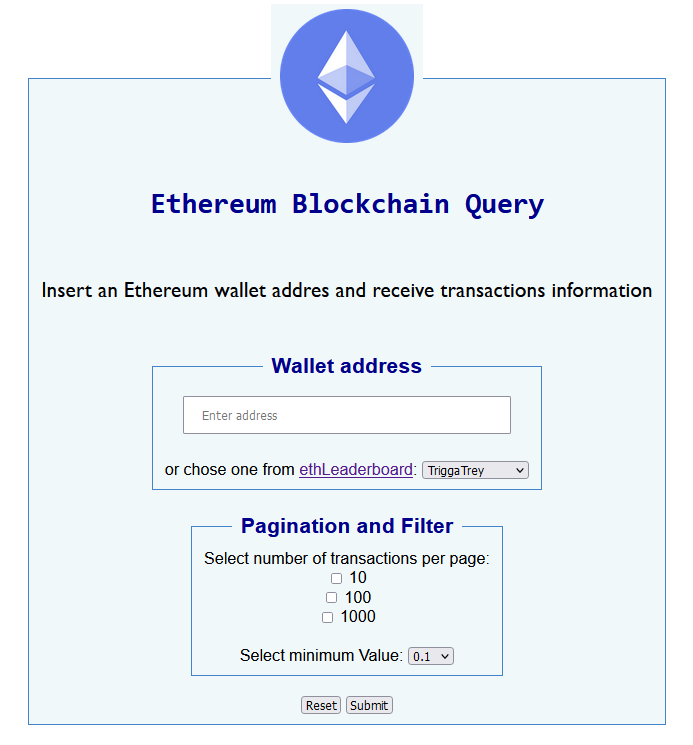 Ethereum Blockchain Query
Insert an Ethereum wallet addres and receive transactions information
Wallet address
Enter address
or chose one from ethLeaderboard: TriggaTrey
Pagination and Filter
Select number of transactions per page:
10
100
1000
Select minimum Value: 0.1
Reset Submit